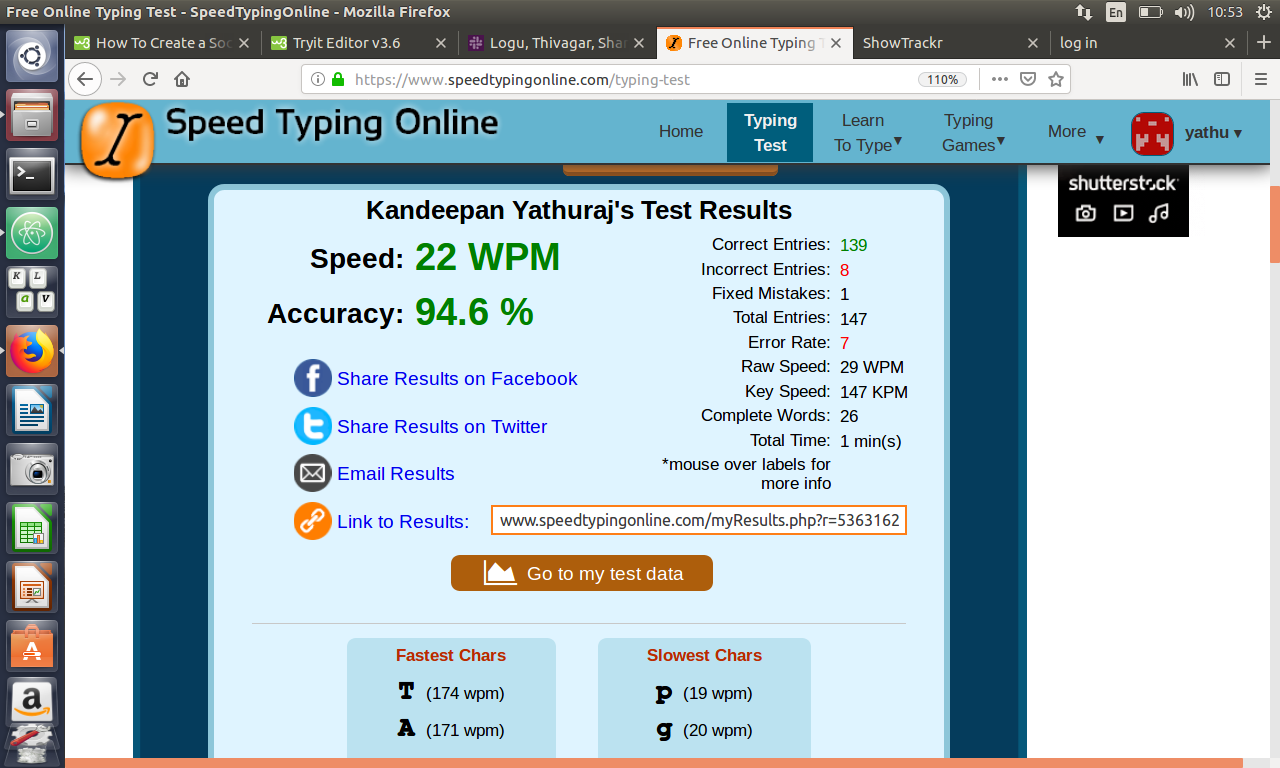 Free Online Typing Test - SpeedTypingOnline - Mozilla Firefox
En
10:53
How To Create a Soc
Tryit Editor v3.6
Logu, Thivagar, Shar
Free Online Typing T
ShowTrackr
log in
https://www.speedtypingonline.com/typing-test
110%
Speed Typing Online
Home
Typing Test
Learn To Type
Typing Games
More
yathu
shutterstock
Kandeepan Yathuraj's Test Results
Speed: 22 WPM
Accuracy: 94.6 %
Correct Entries: 139
Incorrect Entries: 8
Fixed Mistakes: 1
Total Entries: 147
Error Rate: 7
Raw Speed: 29 WPM
Key Speed: 147 KPM
Complete Words: 26
Total Time: 1 min(s)
*mouse over labels for
more info
Share Results on Facebook
Share Results on Twitter
Email Results
Link to Results: www.speedtypingonline.com/myResults.php?r=5363162
Go to my test data
Fastest Chars
T (174 wpm)
A (171 wpm)
Slowest Chars
p (19 wpm)
g (20 wpm)
K L
a v